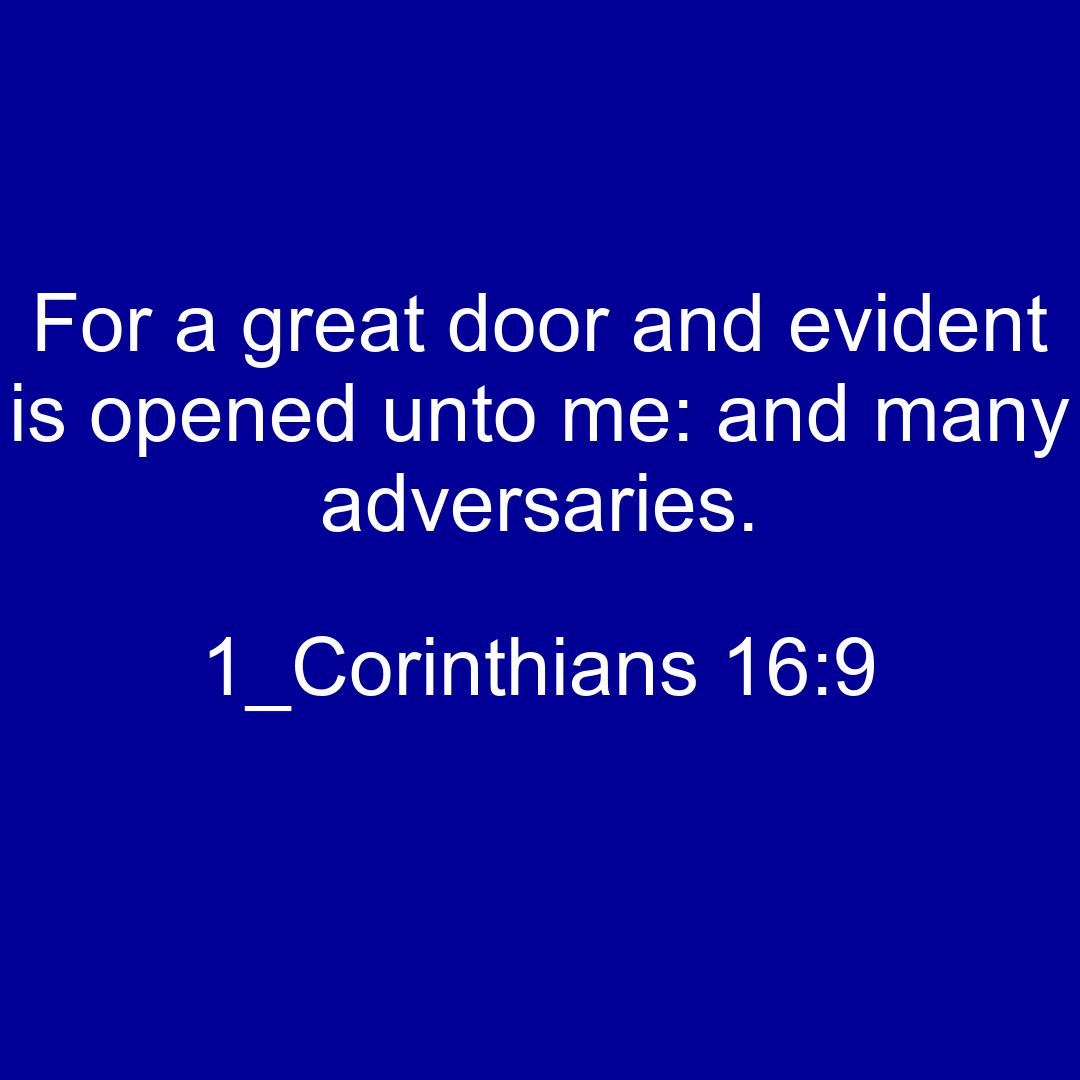 For a great door and evident
is opened unto me: and many
adversaries.
1_Corinthians 16:9